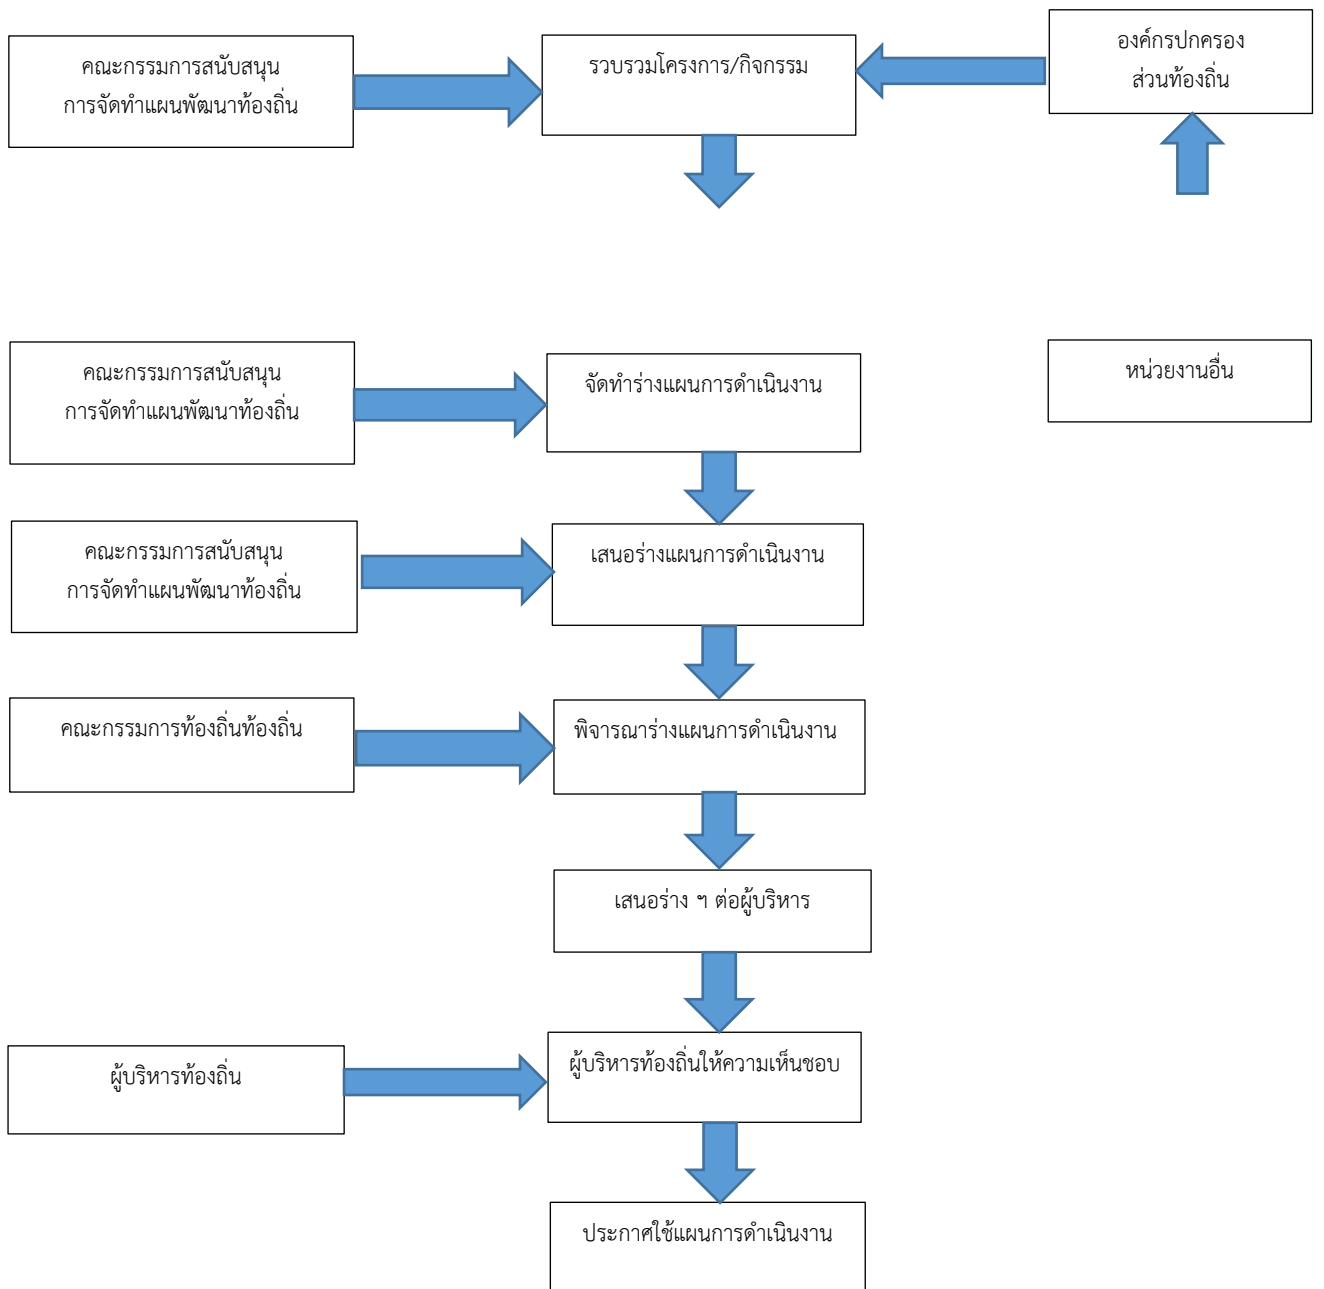 คณะกรรมการสนับสนุน
การจัดทำแผนพัฒนาท้องถิ่น
รวบรวมโครงการ/กิจกรรม
องค์กรปกครอง
ส่วนท้องถิ่น
คณะกรรมการสนับสนุน
การจัดทำแผนพัฒนาท้องถิ่น
จัดทำร่างแผนการดำเนินงาน
หน่วยงานอื่น
คณะกรรมการสนับสนุน
การจัดทำแผนพัฒนาท้องถิ่น
เสนอร่างแผนการดำเนินงาน
คณะกรรมการท้องถิ่นท้องถิ่น
พิจารณาร่างแผนการดำเนินงาน
เสนอร่าง ฯ ต่อผู้บริหาร
ผู้บริหารท้องถิ่น
ผู้บริหารท้องถิ่นให้ความเห็นชอบ
ประกาศใช้แผนการดำเนินงาน